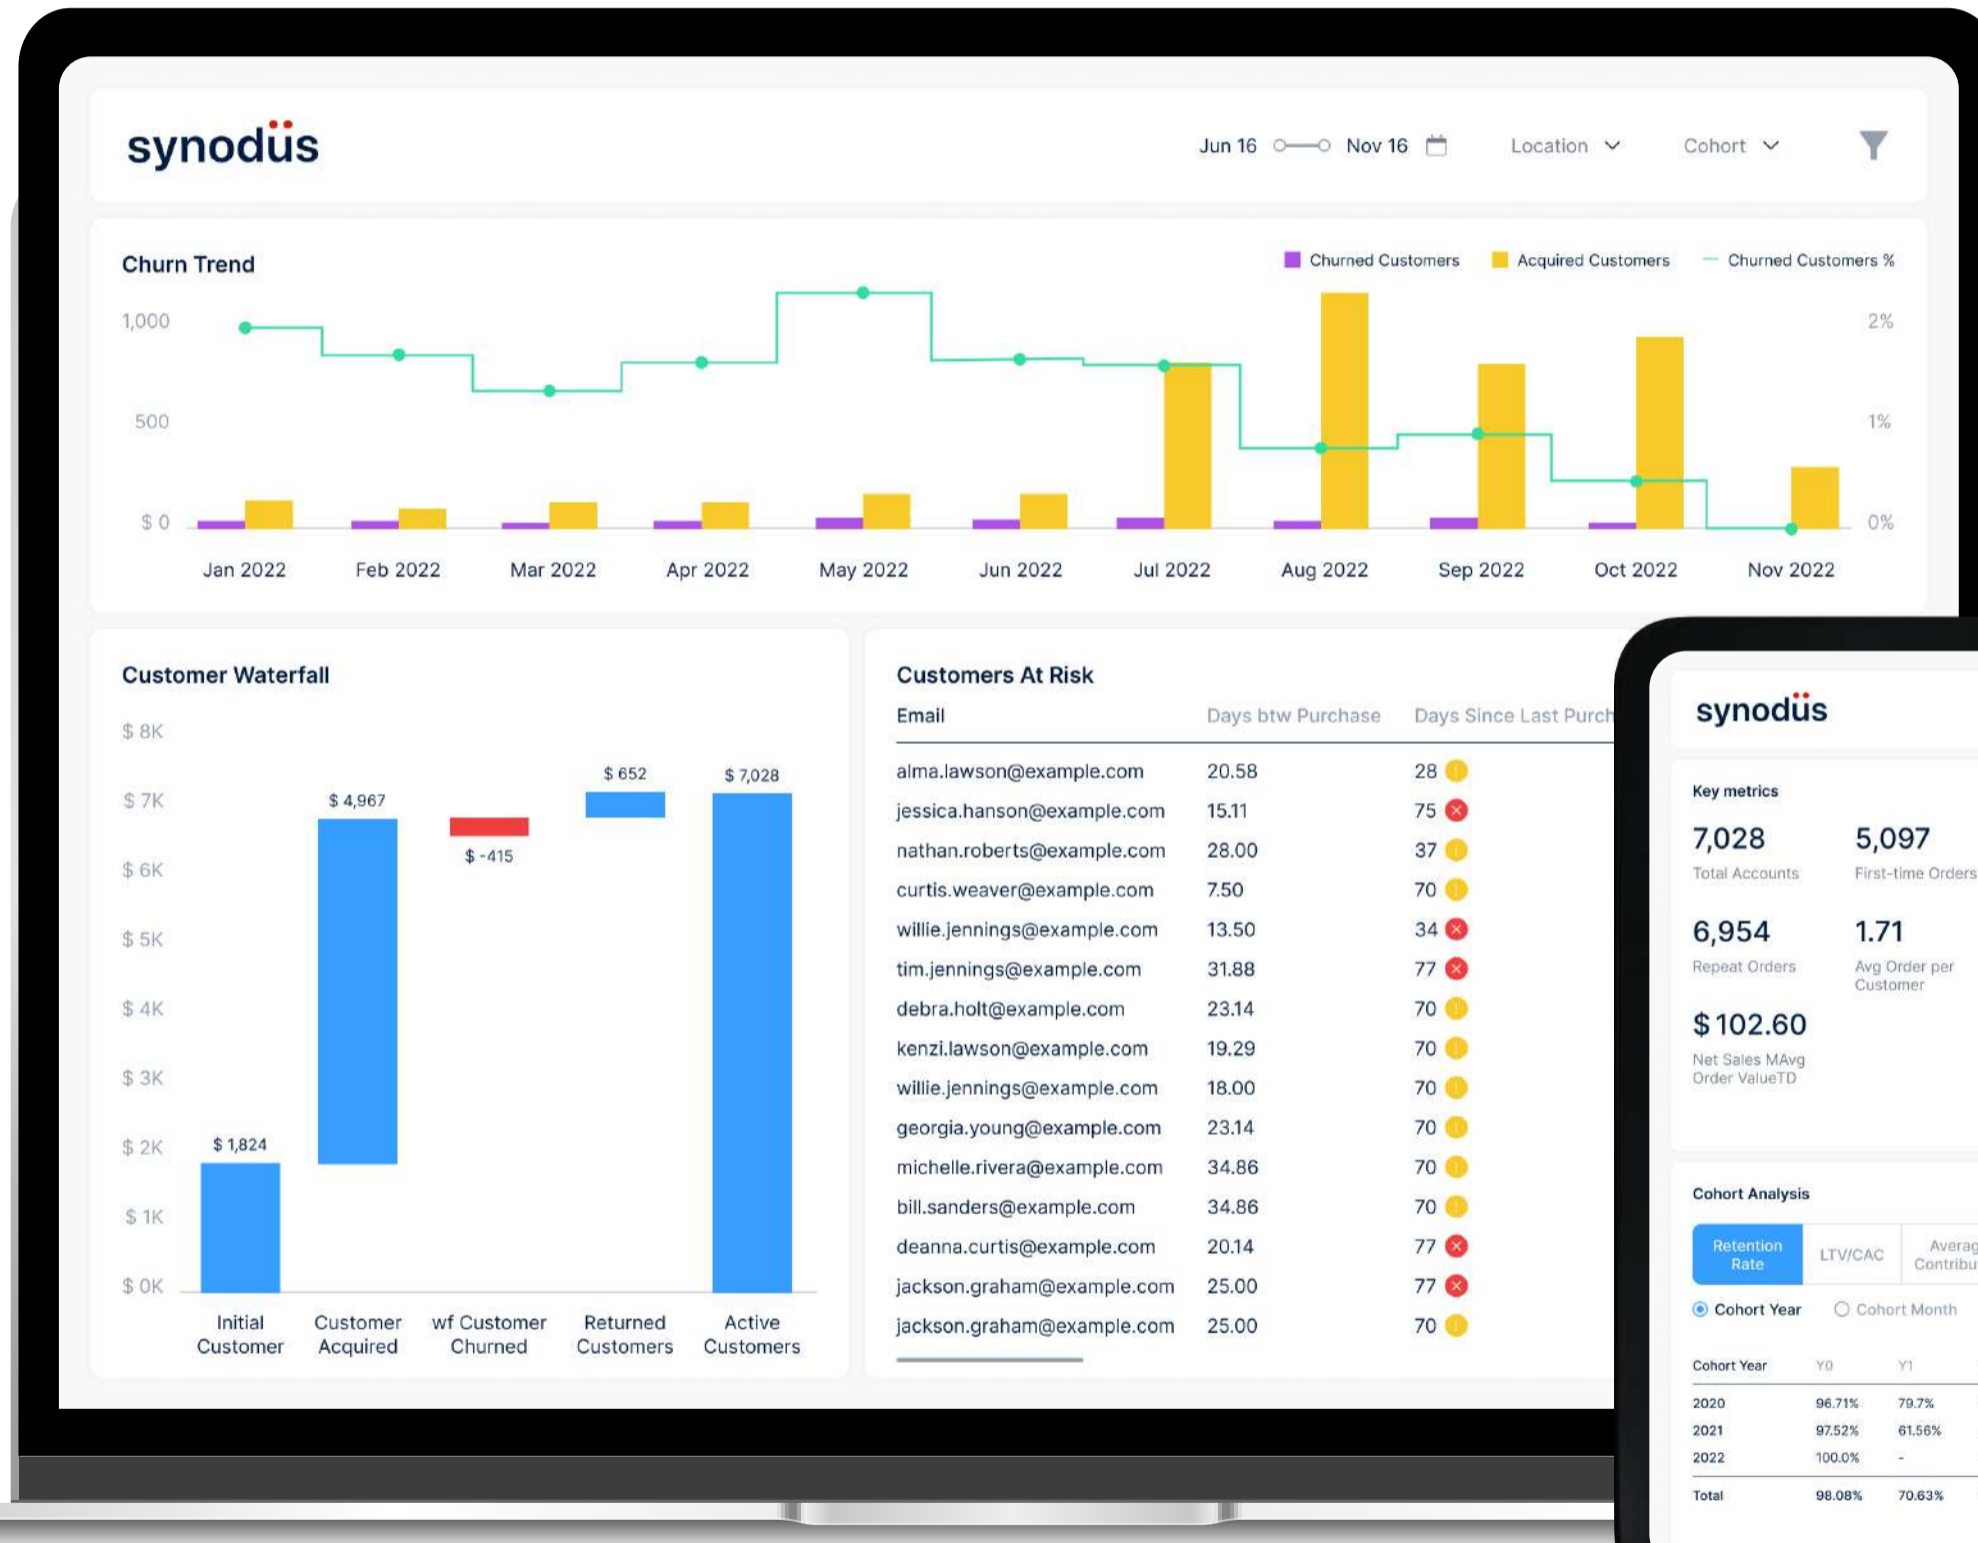 synodüs
Jun 16 Nov 16 Location Cohort
Churn Trend
Churned Customers Acquired Customers Churned Customers %
1,000 2%
500 1%
$ 0 0%
Jan 2022 Feb 2022 Mar 2022 Apr 2022 May 2022 Jun 2022 Jul 2022 Aug 2022 Sep 2022 Oct 2022 Nov 2022
Customer Waterfall
$ 8K
$ 7K
$ 6K
$ 5K
$ 4K
$ 3K
$ 2K
$ 1K
$ 0K
$ 1,824
$ 4,967
$ -415
$ 652
$ 7,028
Initial Customer
Customer Acquired
wf Customer Churned
Returned Customers
Active Customers
Customers At Risk
Email Days btw Purchase Days Since Last Purch
alma.lawson@example.com 20.58 28
jessica.hanson@example.com 15.11 75
nathan.roberts@example.com 28.00 37
curtis.weaver@example.com 7.50 70
willie.jennings@example.com 13.50 34
tim.jennings@example.com 31.88 77
debra.holt@example.com 23.14 70
kenzi.lawson@example.com 19.29 70
willie.jennings@example.com 18.00 70
georgia.young@example.com 23.14 70
michelle.rivera@example.com 34.86 70
bill.sanders@example.com 34.86 70
deanna.curtis@example.com 20.14 77
jackson.graham@example.com 25.00 77
jackson.graham@example.com 25.00 70
synodüs
Key metrics
7,028 5,097
Total Accounts First-time Orders
6,954 1.71
Repeat Orders Avg Order per
Customer
$ 102.60
Net Sales MAvg
Order ValueTD
Cohort Analysis
Retention
Rate
LTV/CAC
Averag
Contribu
Cohort Year Cohort Month
Cohort Year Y0 Y1
2020 96.71% 79.7%
2021 97.52% 61.56%
2022 100.0% -
Total 98.08% 70.63%